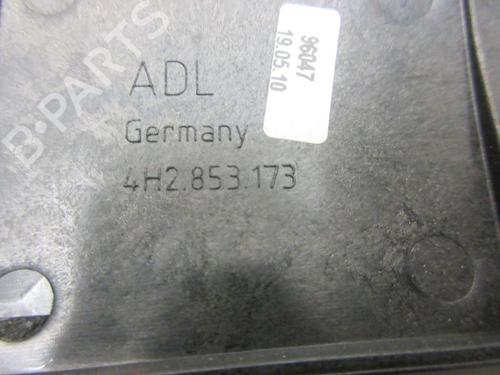 ADL
Germany
4H2.853.173
96047
19.05.10
B-PARTS